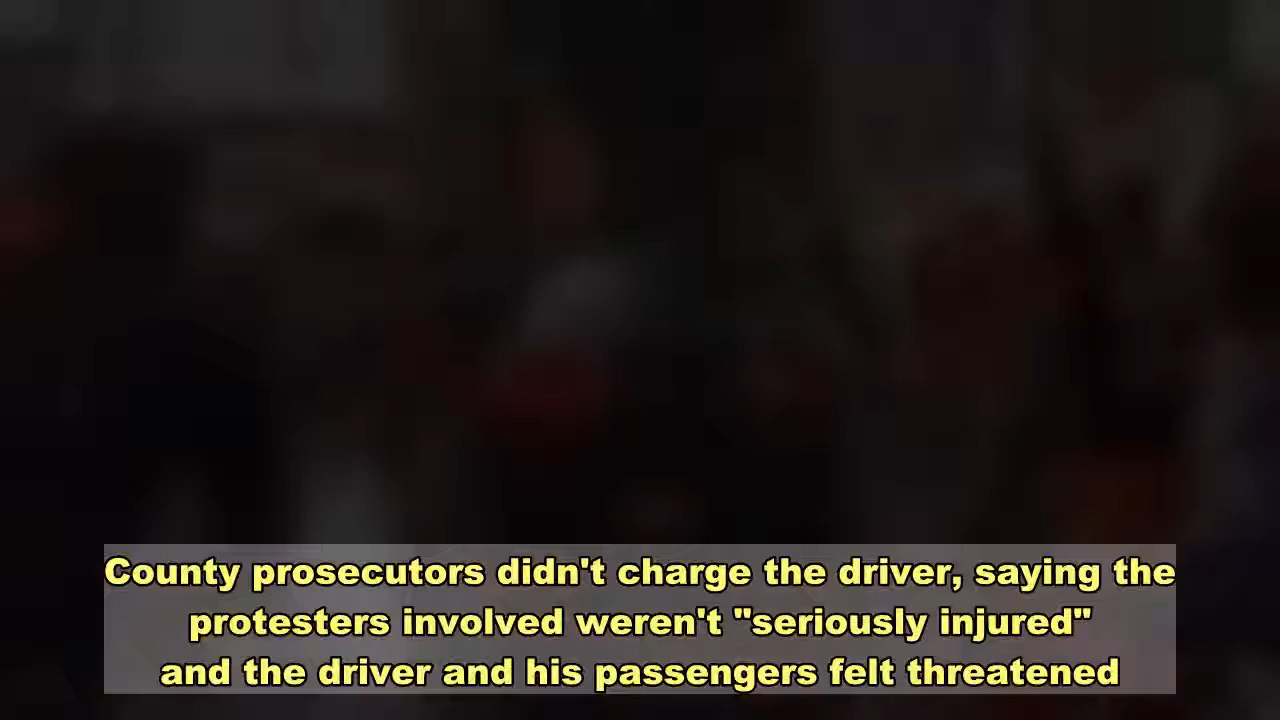 County prosecutors didn't charge the driver, saying the
protesters involved weren't "seriously injured"
and the driver and his passengers felt threatened